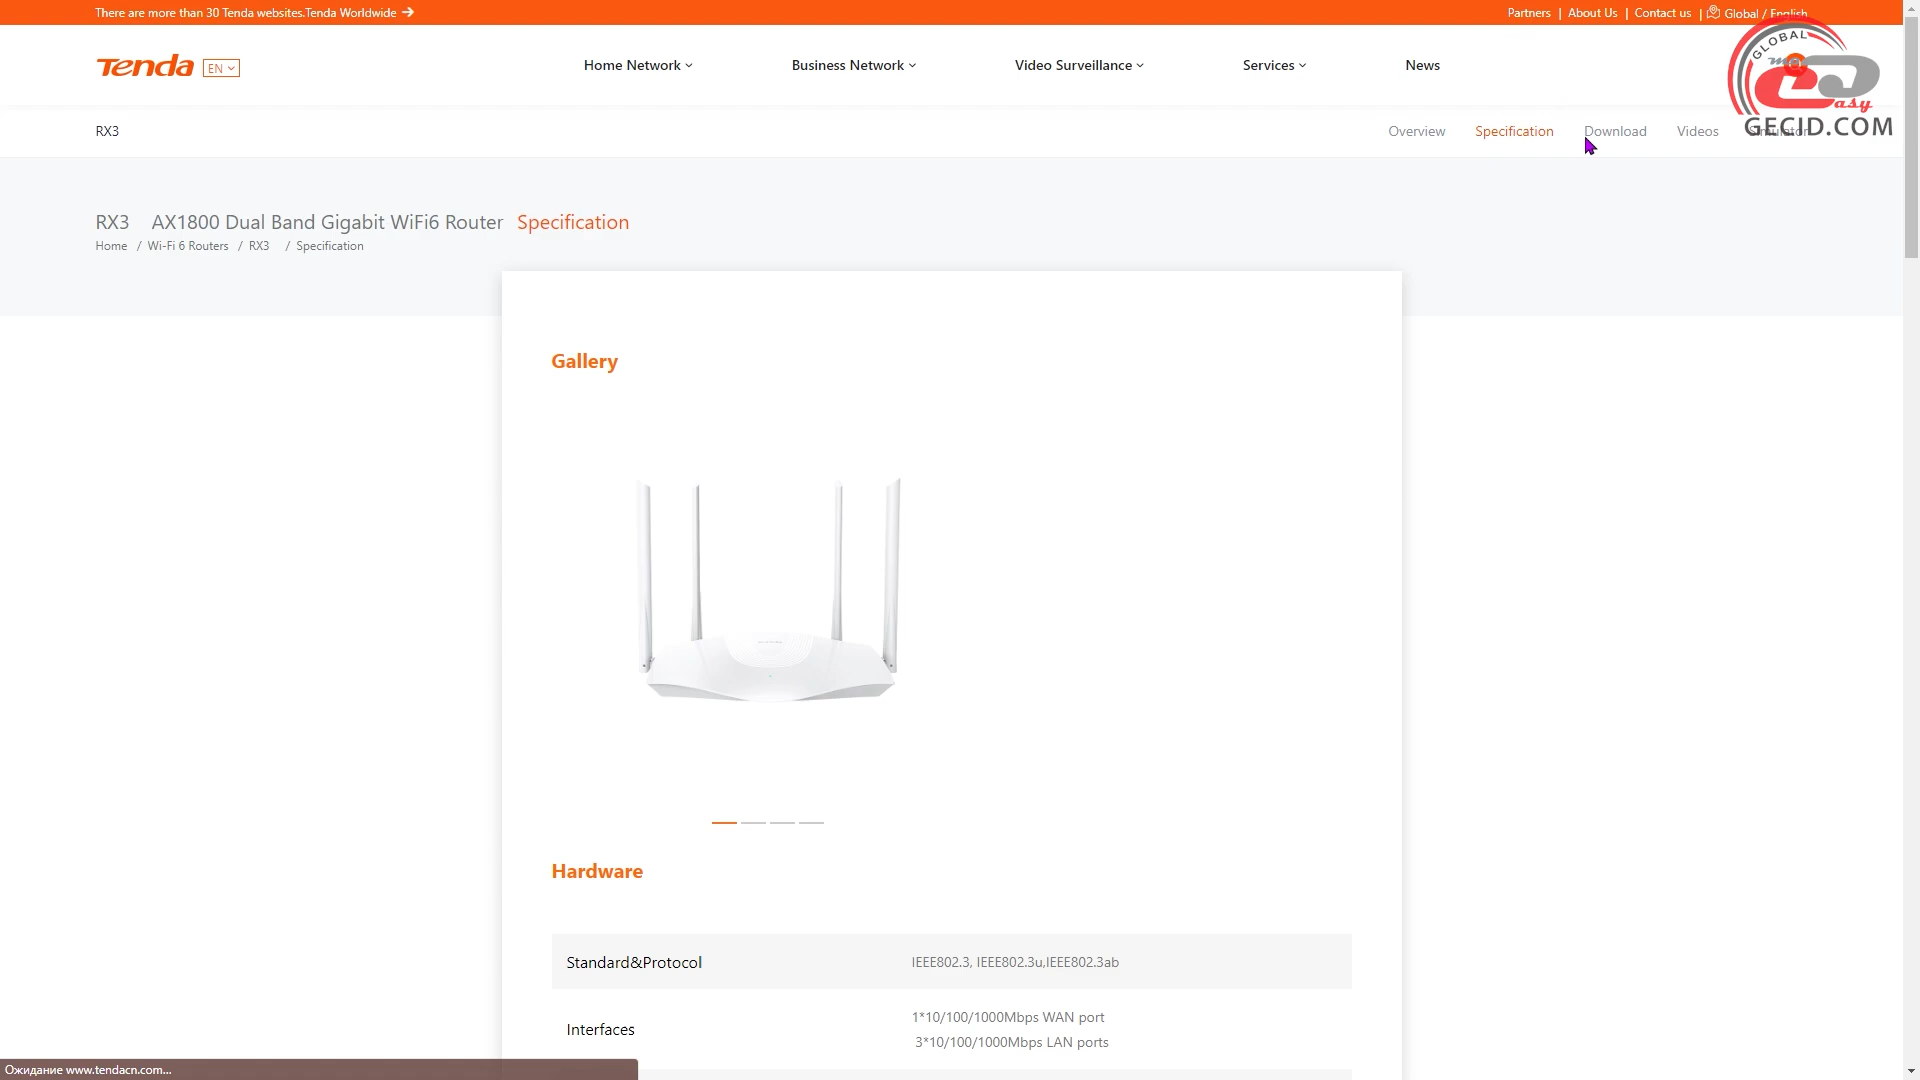 There are more than 30 Tenda websites.Tenda Worldwide →
Partners | About Us | Contact us | Global / English
Tenda EN
Home Network
Business Network
Video Surveillance
Services
News
GLOBAL
easy
GECID.COM
RX3
Overview
Specification
Download
Videos
Simulator
RX3 AX1800 Dual Band Gigabit WiFi6 Router Specification
Home / Wi-Fi 6 Routers / RX3 / Specification
Gallery
Hardware
Standard&Protocol IEEE802.3, IEEE802.3u,IEEE802.3ab
Interfaces
1*10/100/1000Mbps WAN port
3*10/100/1000Mbps LAN ports
Ожидание www.tendacn.com...